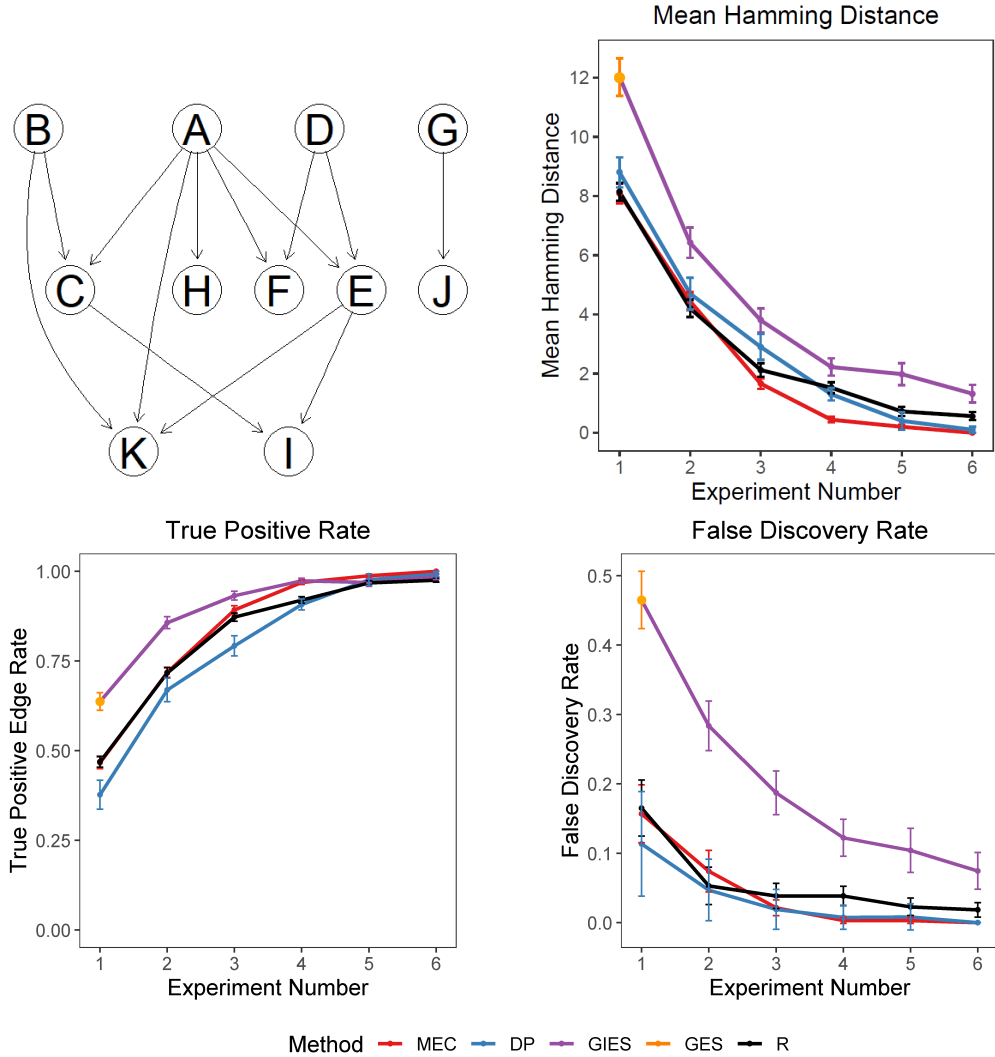 Mean Hamming Distance
B A D G
C H F E J
K I
Mean Hamming Distance
12
10
8
6
4
2
0
1 2 3 4 5 6
Experiment Number
True Positive Rate
True Positive Edge Rate
1.00
0.75
0.50
0.25
0.00
1 2 3 4 5 6
Experiment Number
False Discovery Rate
False Discovery Rate
0.5
0.4
0.3
0.2
0.1
0.0
1 2 3 4 5 6
Experiment Number
Method MEC DP GIES GES R